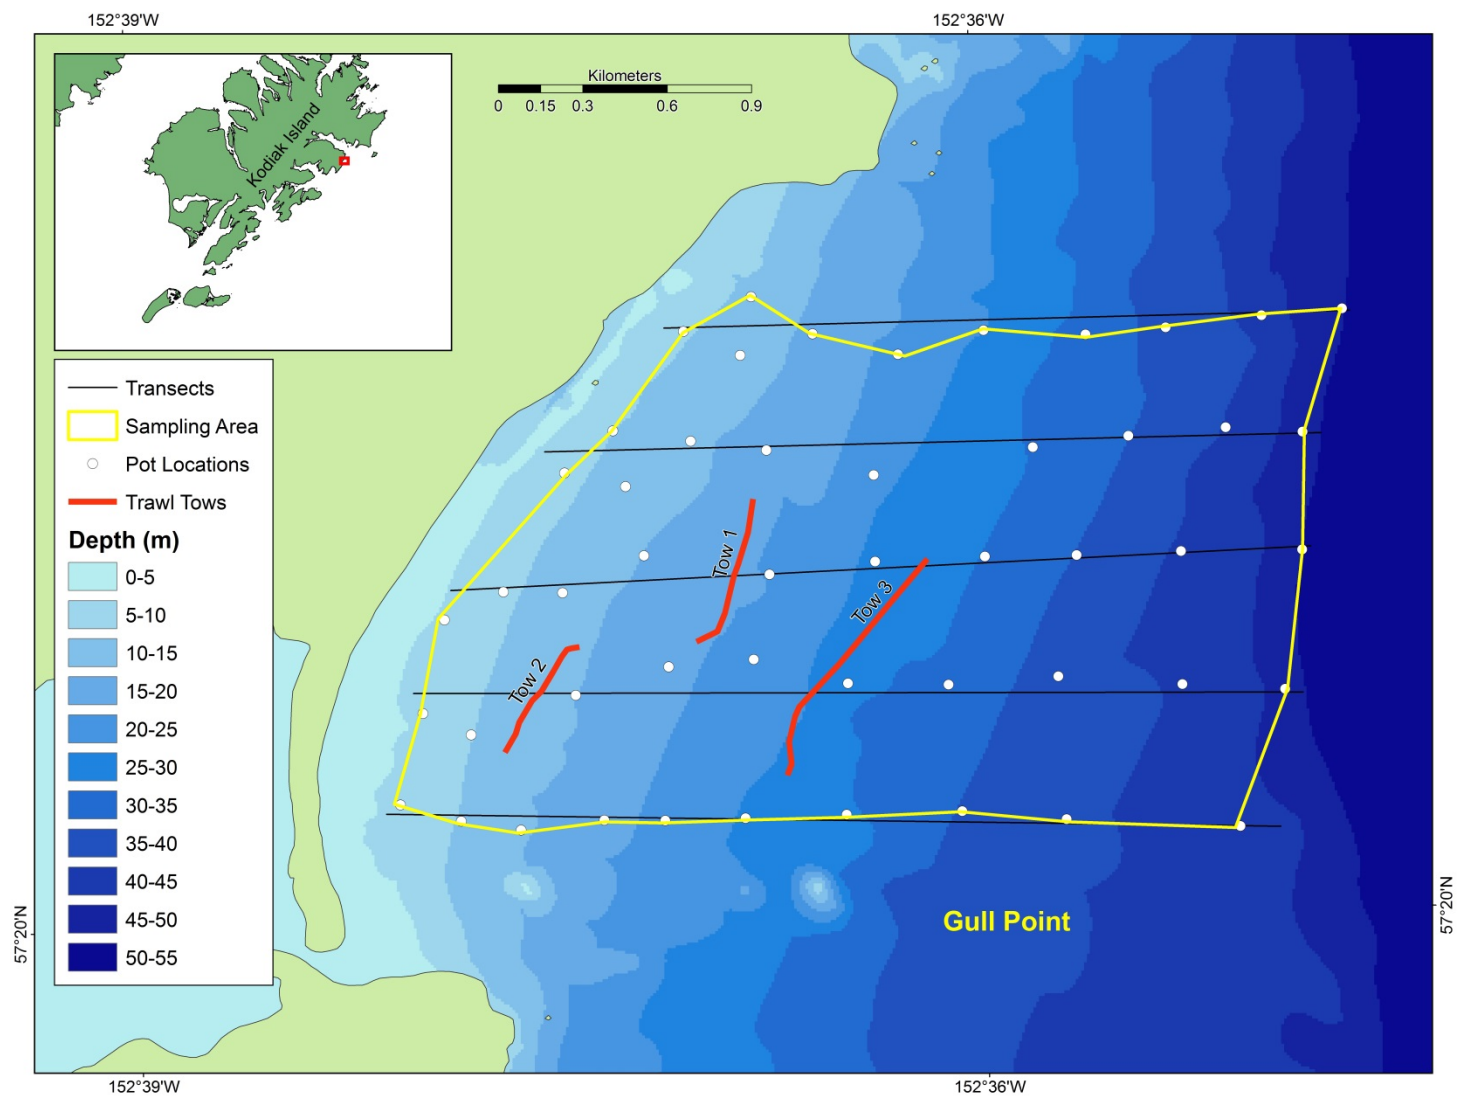 152°39'W
152°36'W
Kilometers
0 0.15 0.3 0.6 0.9
Kodiak Island
Transects
Sampling Area
Pot Locations
Trawl Tows
Depth (m)
0-5
5-10
10-15
15-20
20-25
25-30
30-35
35-40
40-45
45-50
50-55
Tow 1
Tow 3
Tow 2
Gull Point
57°20'N
57°20'N
152°39'W
152°36'W